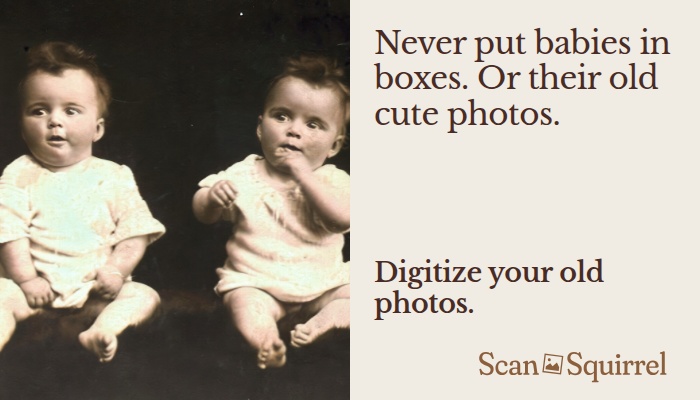 Never put babies in
boxes. Or their old
cute photos.
Digitize your old
photos.
Scan Squirrel